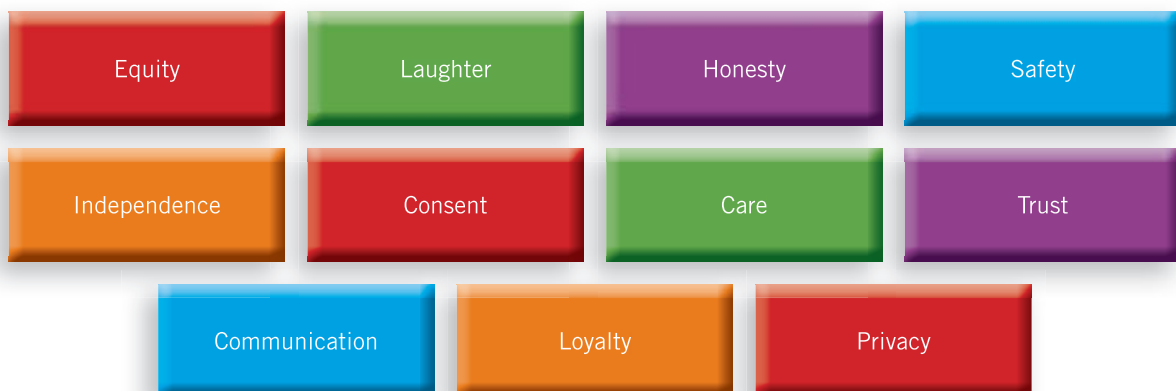 Equity
Laughter
Honesty
Safety
Independence
Consent
Care
Trust
Communication
Loyalty
Privacy